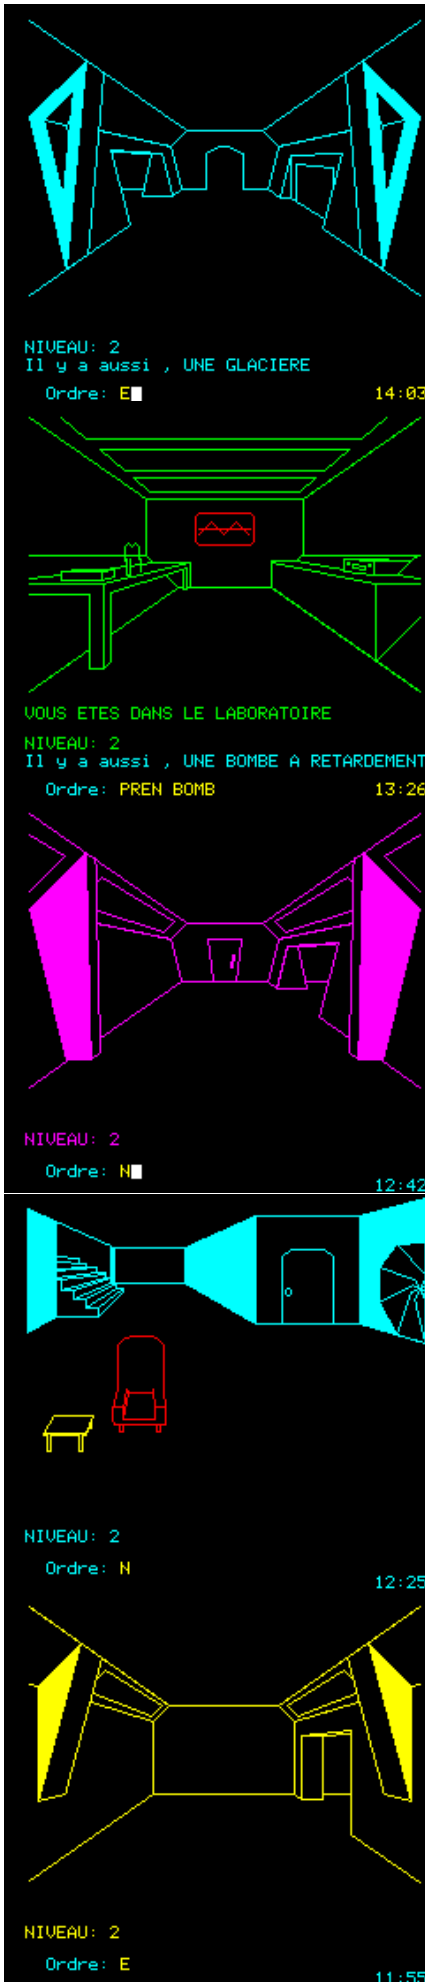 NIVEAU: 2
Il y a aussi , UNE GLACIERE
Ordre: E 14:03
VOUS ETES DANS LE LABORATOIRE
NIVEAU: 2
Il y a aussi , UNE BOMBE A RETARDEMENT
Ordre: PREN BOMB 13:26
NIVEAU: 2
Ordre: N
12:42
NIVEAU: 2
Ordre: N
12:25
NIVEAU: 2
Ordre: E
11:55